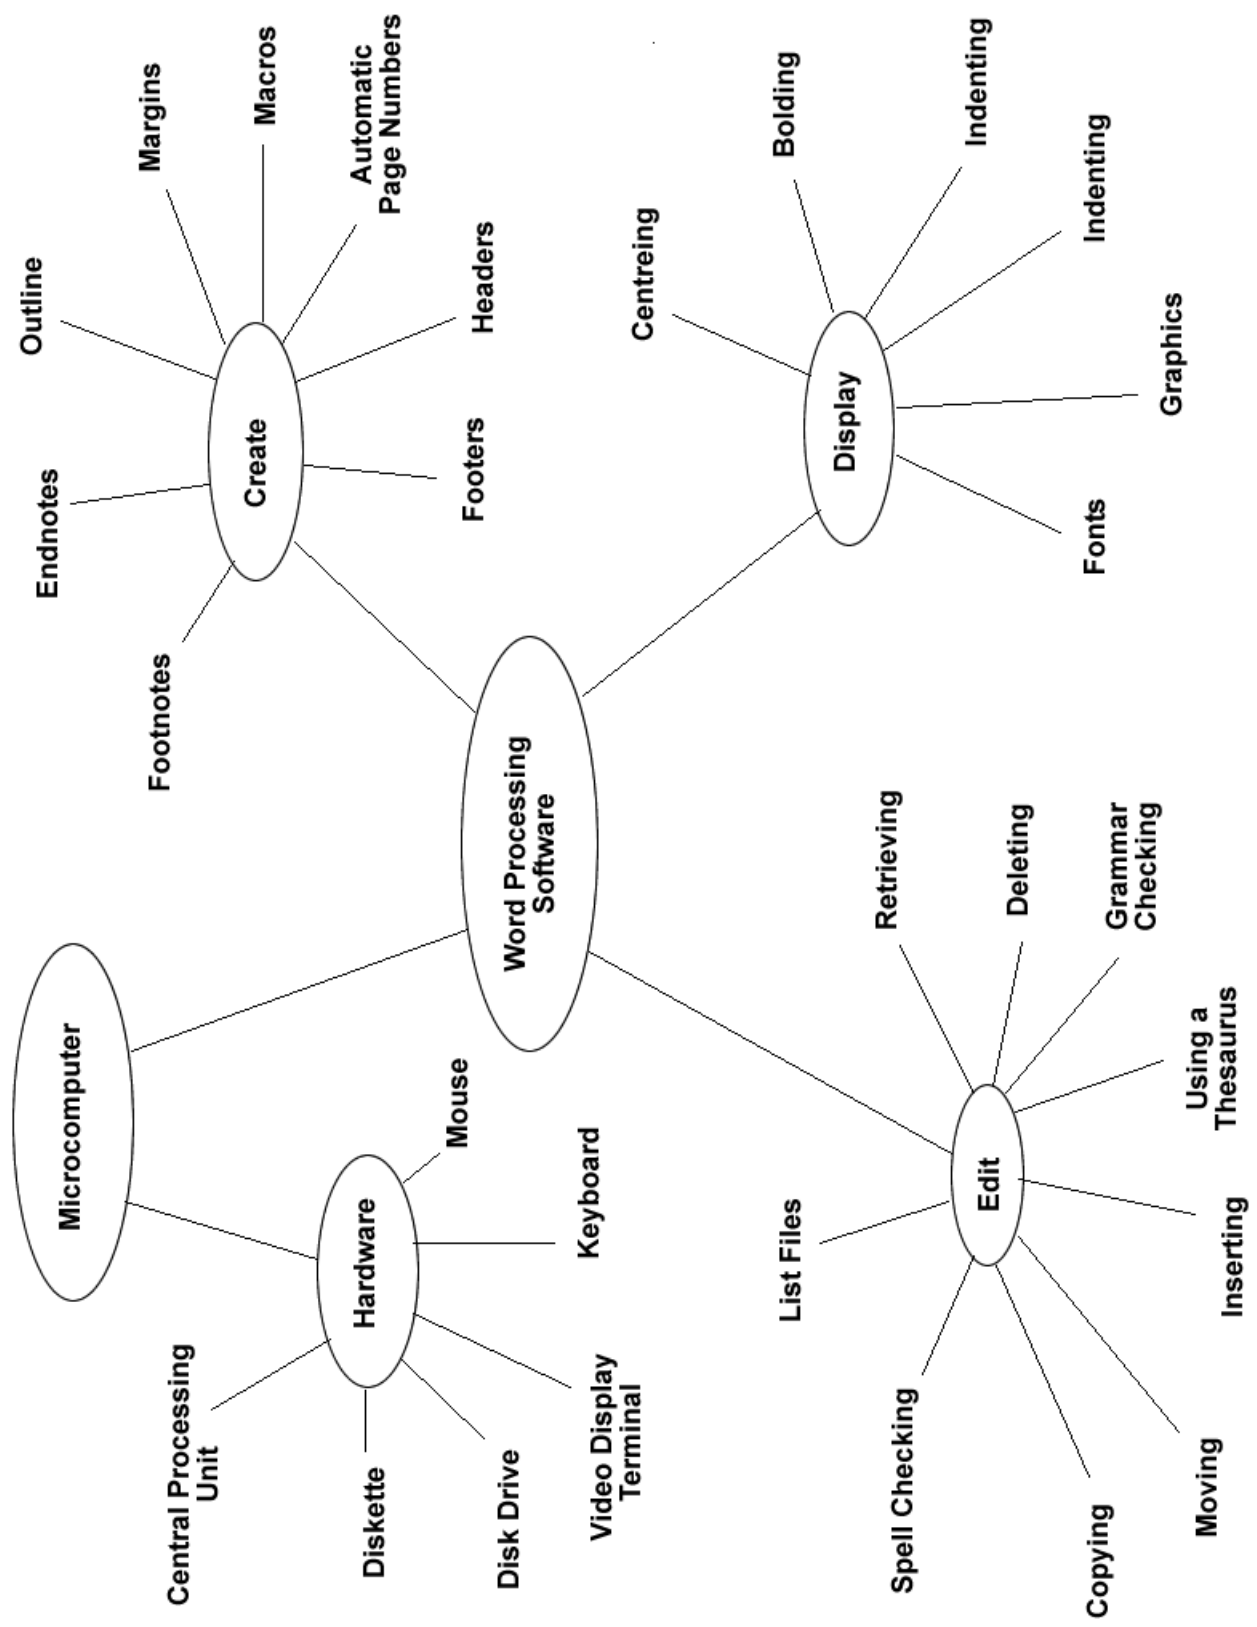 Microcomputer
Hardware
Central Processing
Unit
Diskette
Disk Drive
Video Display
Terminal
Keyboard
Mouse
Word Processing
Software
Create
Footnotes
Endnotes
Outline
Margins
Macros
Automatic
Page Numbers
Headers
Footers
Display
Centreing
Bolding
Indenting
Indenting
Graphics
Fonts
Edit
List Files
Spell Checking
Copying
Moving
Inserting
Using a
Thesaurus
Grammar
Checking
Deleting
Retrieving